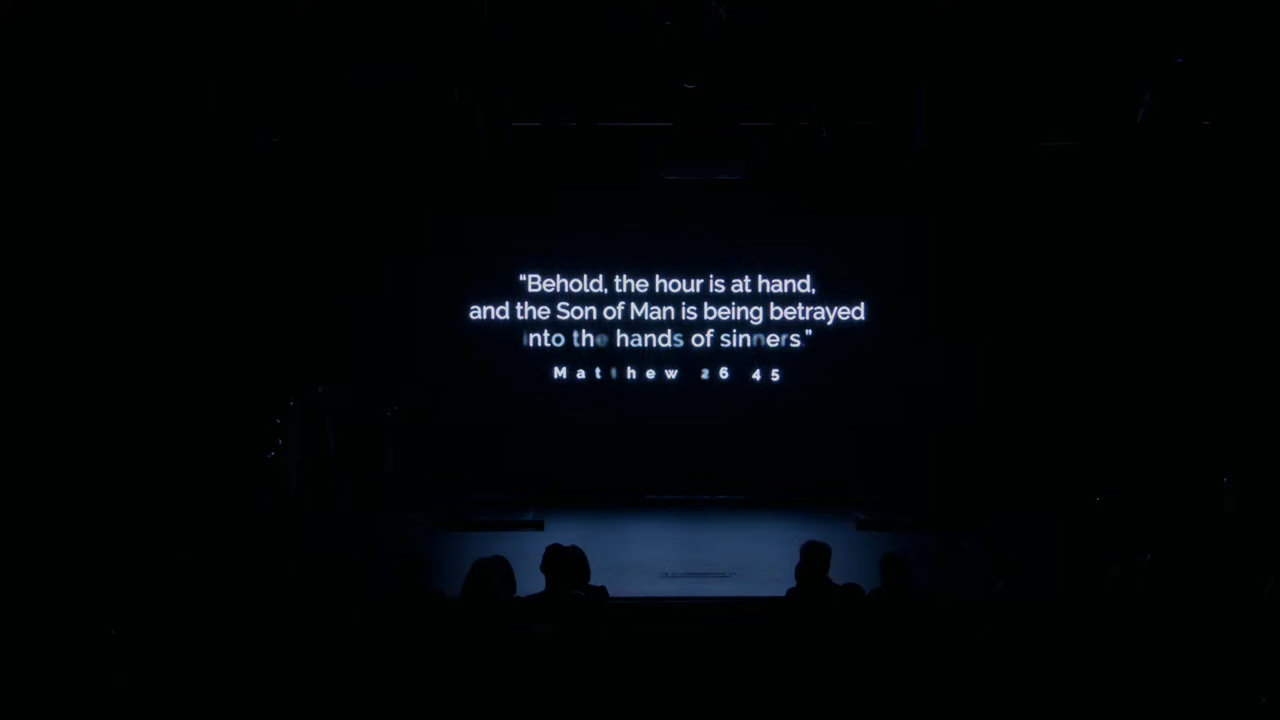 “Behold, the hour is at hand,
and the Son of Man is being betrayed
into the hands of sinners.”
Matthew 26 45